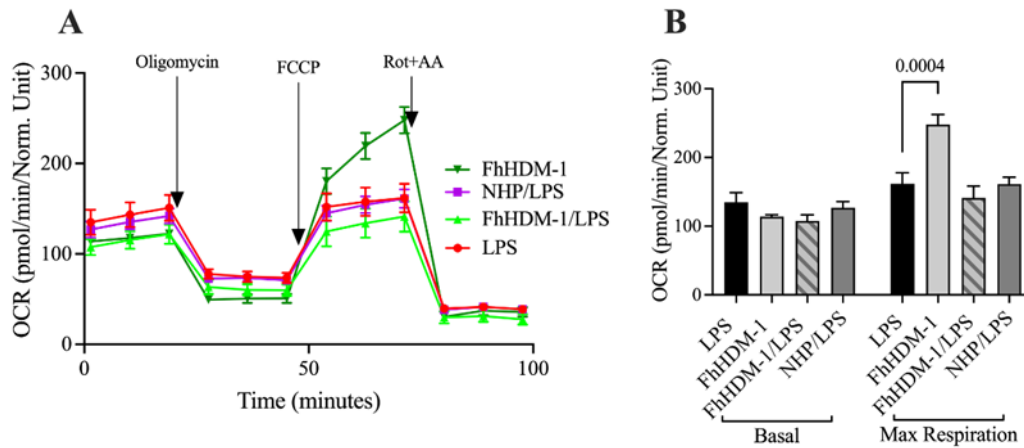 A
Oligomycin
FCCP
Rot+AA
OCR (pmol/min/Norm. Unit)
300
200
100
0
0
50
100
Time (minutes)
FhHDM-1
NHP/LPS
FhHDM-1/LPS
LPS
B
0.0004
OCR (pmol/min/Norm. Unit)
300
200
100
0
LPS
FhHDM-1
FhHDM-1/LPS
NHP/LPS
LPS
FhHDM-1
FhHDM-1/LPS
NHP/LPS
Basal
Max Respiration